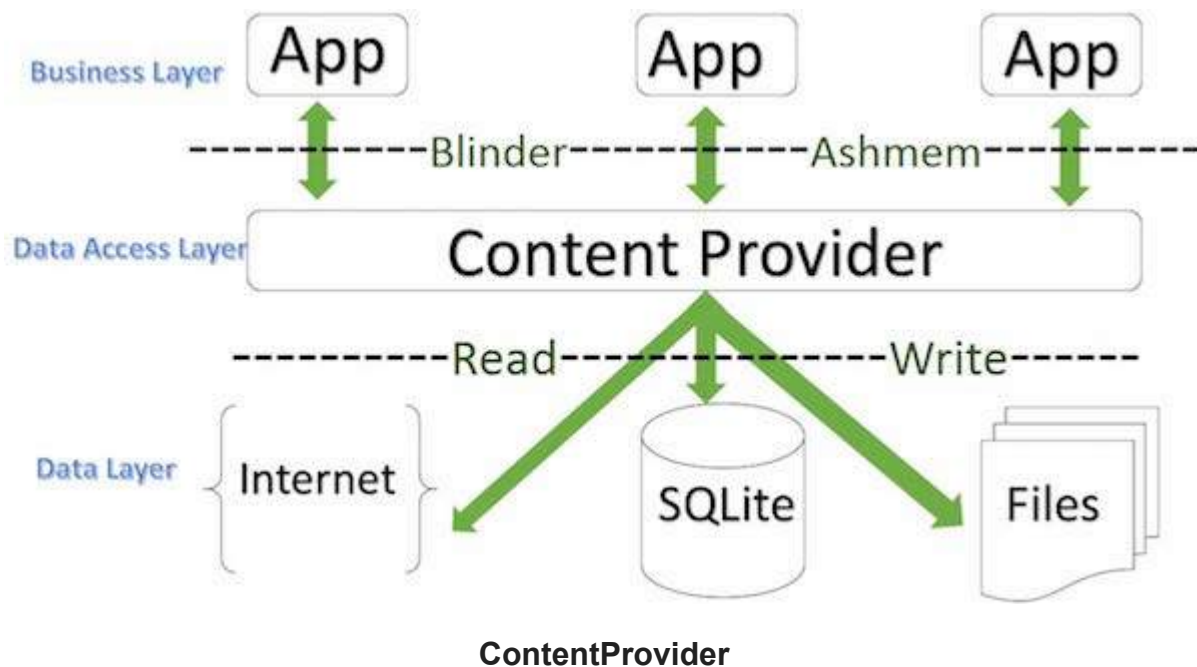 App App App
Business Layer
Blinder Ashmem
Data Access Layer Content Provider
Read Write
Data Layer Internet SQLite Files
ContentProvider